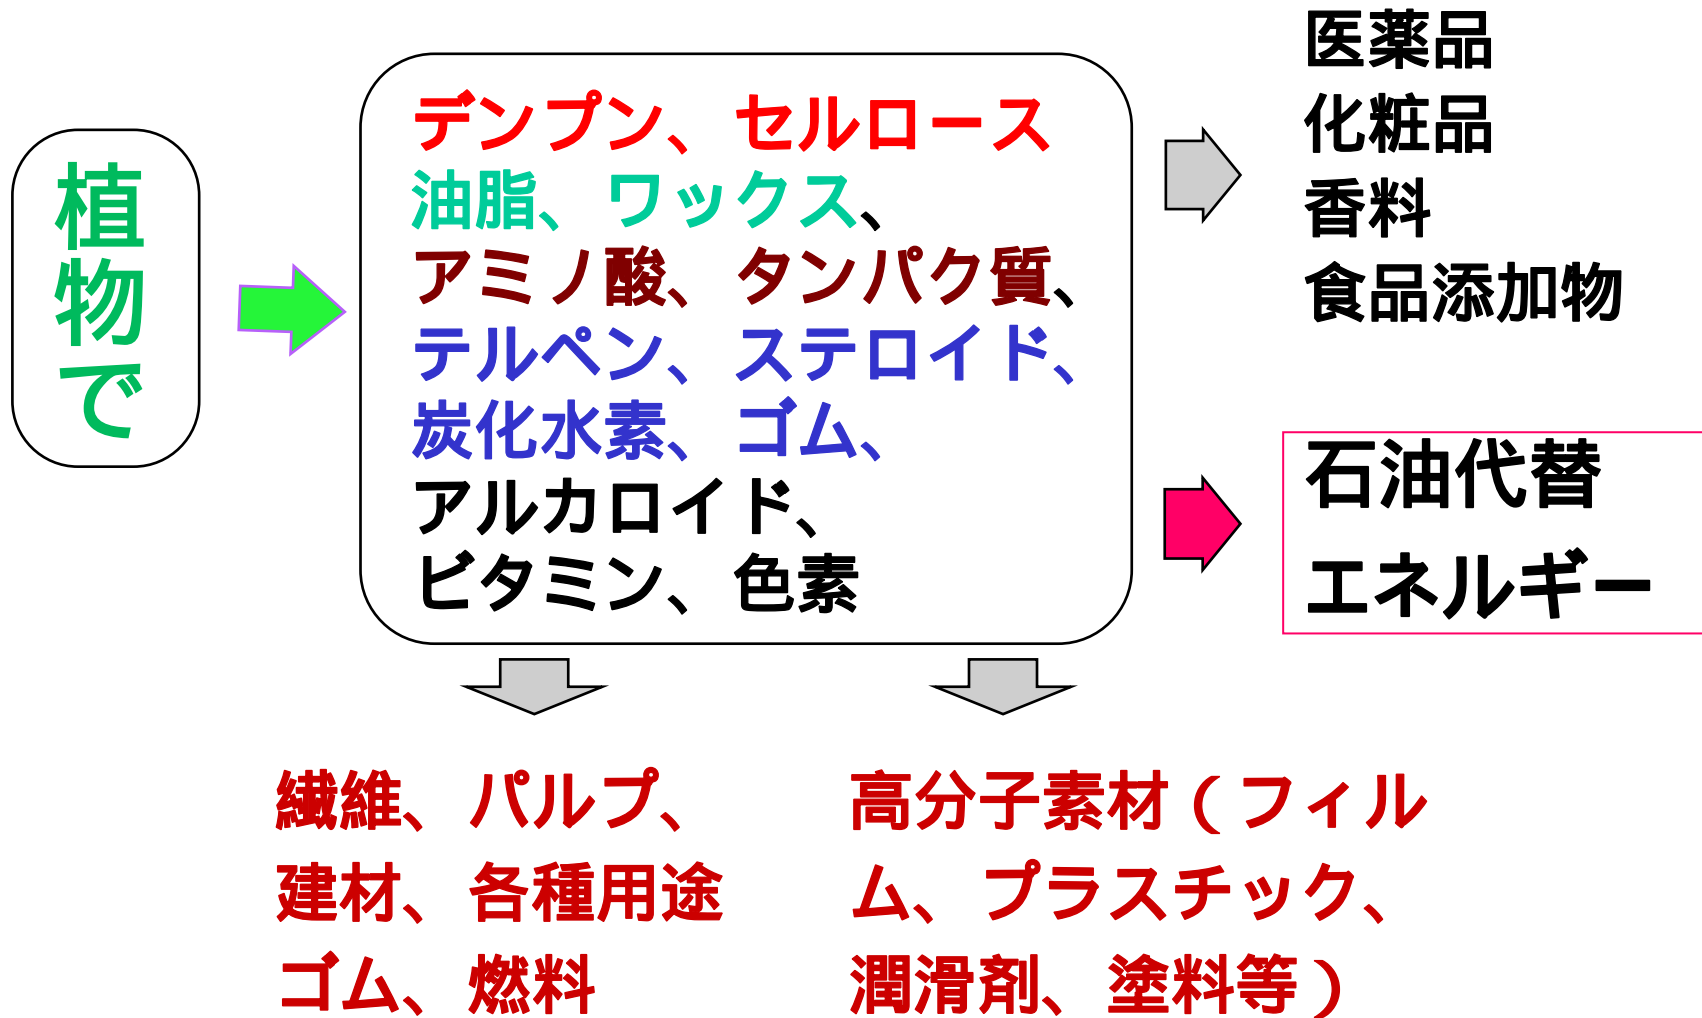 植物で
デンプン、セルロース
油脂、ワックス、
アミノ酸、タンパク質、
テルペン、ステロイド、
炭化水素、ゴム、
アルカロイド、
ビタミン、色素
医薬品
化粧品
香料
食品添加物
石油代替
エネルギー
繊維、パルプ、
建材、各種用途
ゴム、燃料
高分子素材（フィル
ム、プラスチック、
潤滑剤、塗料等）